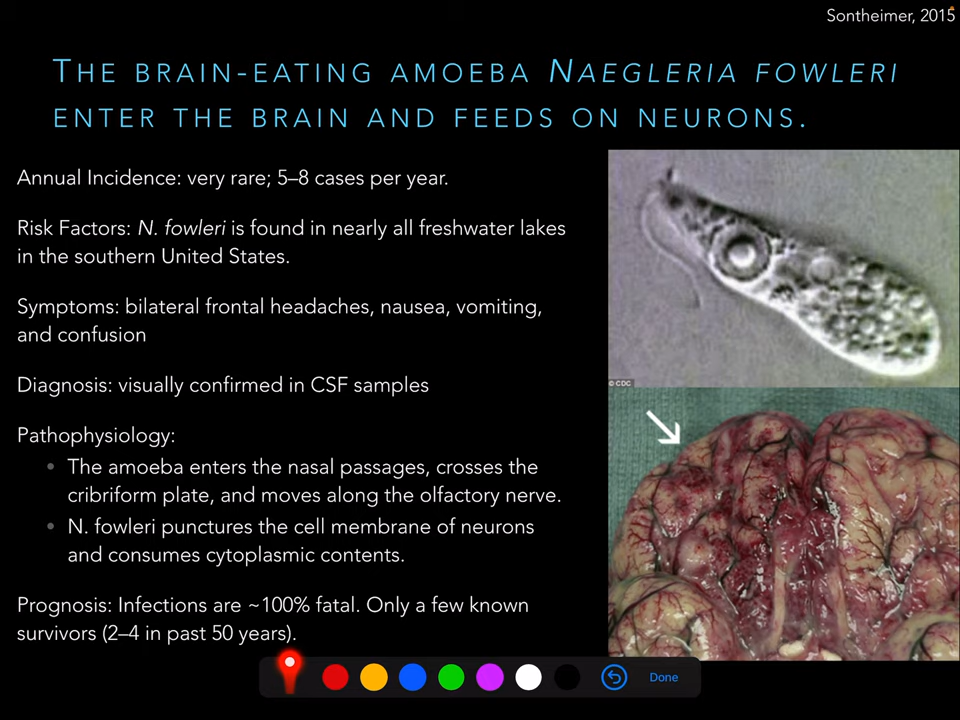 Sontheimer, 2015
THE BRAIN-EATING AMOEBA NAEGLERIA FOWLERI
ENTER THE BRAIN AND FEEDS ON NEURONS.
Annual Incidence: very rare; 5–8 cases per year.
Risk Factors: N. fowleri is found in nearly all freshwater lakes
in the southern United States.
Symptoms: bilateral frontal headaches, nausea, vomiting,
and confusion
Diagnosis: visually confirmed in CSF samples
Pathophysiology:
• The amoeba enters the nasal passages, crosses the
cribriform plate, and moves along the olfactory nerve.
• N. fowleri punctures the cell membrane of neurons
and consumes cytoplasmic contents.
Prognosis: Infections are ~100% fatal. Only a few known
survivors (2–4 in past 50 years).
© CDC
Done